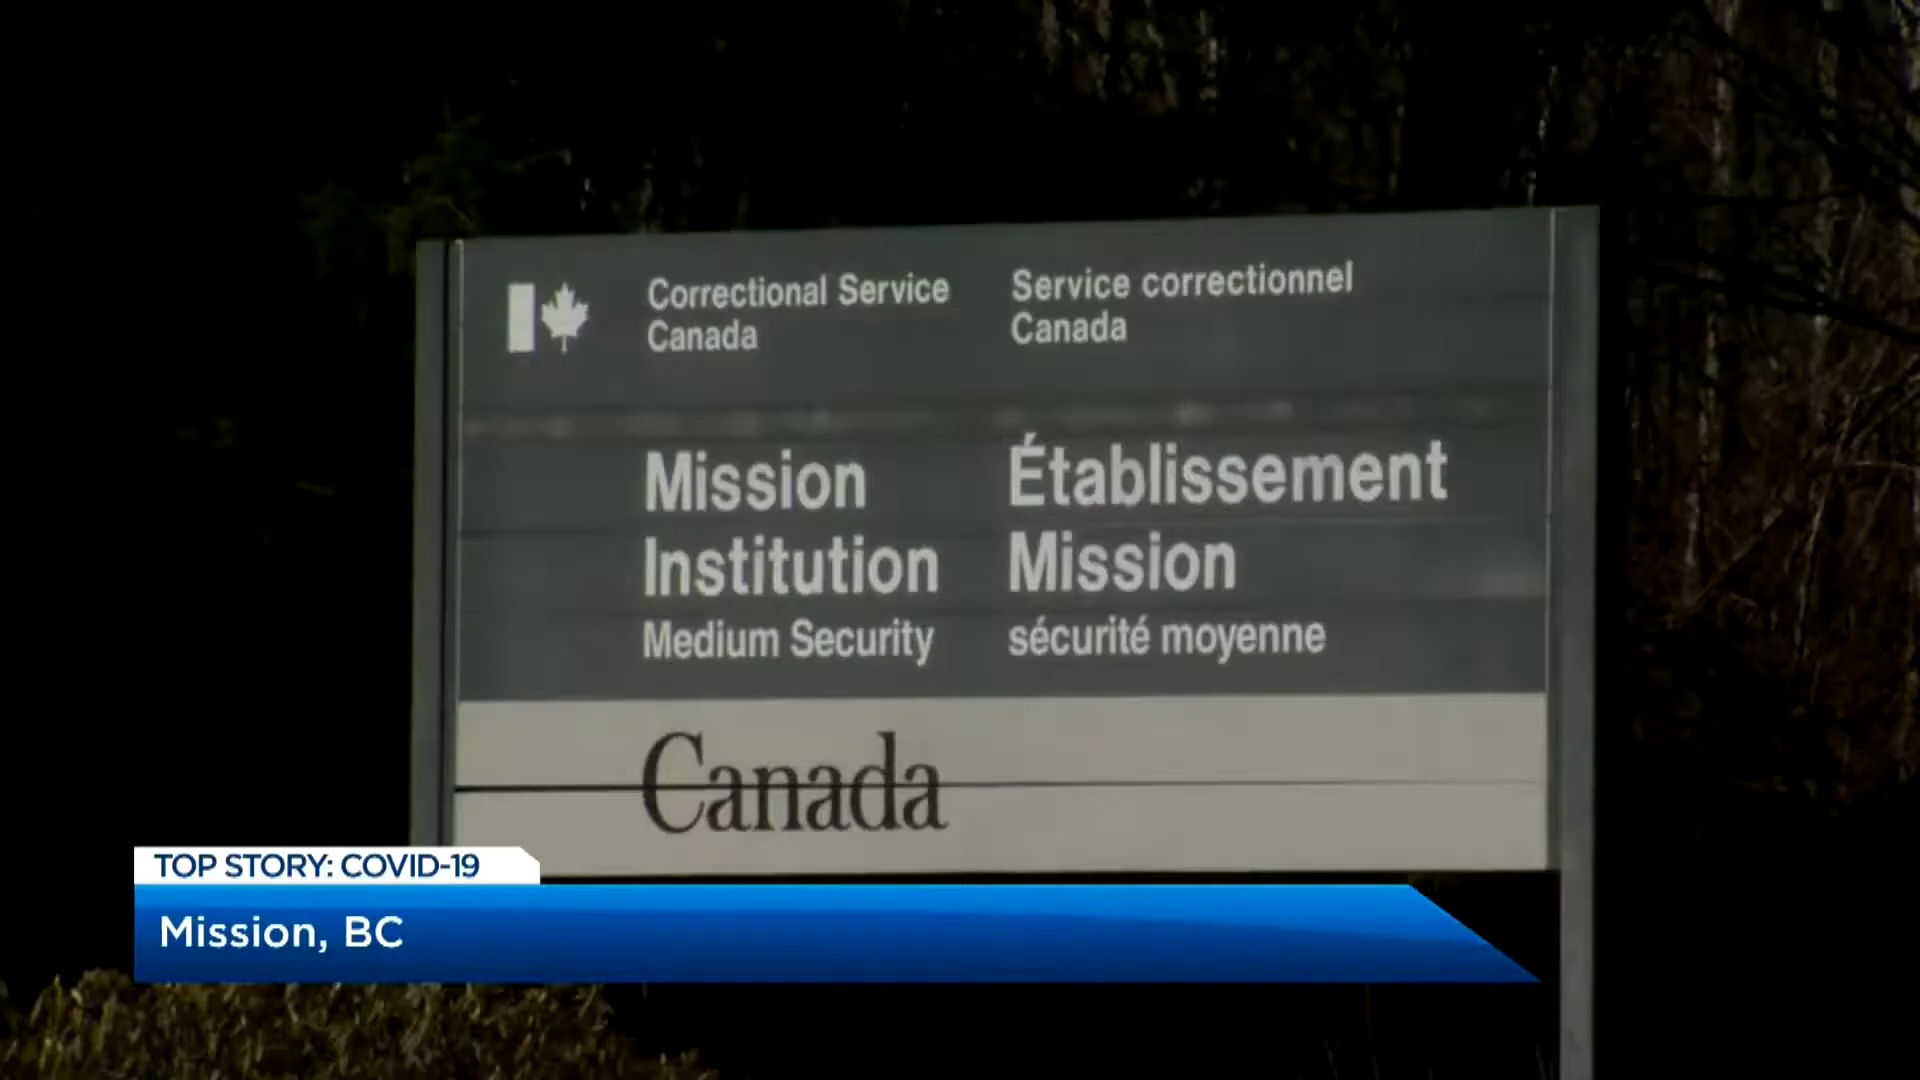 Correctional Service
Canada
Service correctionnel
Canada
Mission
Institution
Medium Security
Établissement
Mission
sécurité moyenne
Canada
TOP STORY: COVID-19
Mission, BC